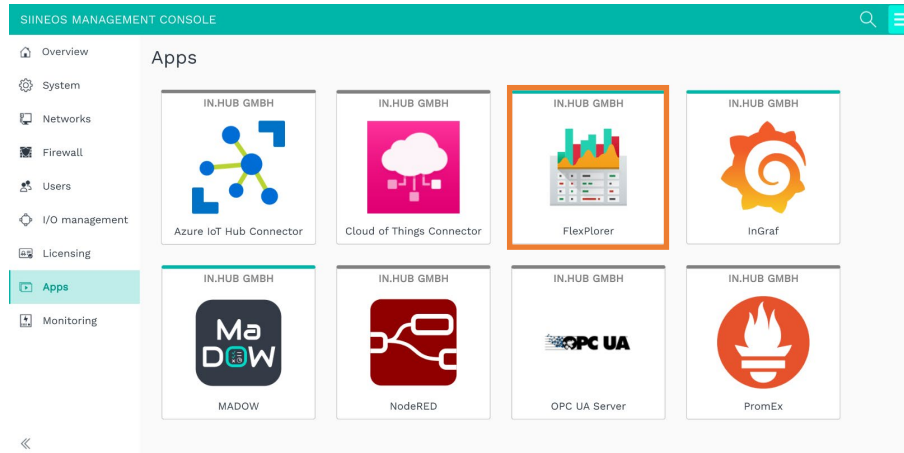 SIINEOS MANAGEMENT CONSOLE
Overview
System
Networks
Firewall
Users
I/O management
Licensing
Apps
Monitoring
Apps
IN.HUB GMBH
Azure IoT Hub Connector
IN.HUB GMBH
Cloud of Things Connector
IN.HUB GMBH
FlexPlorer
IN.HUB GMBH
InGraf
IN.HUB GMBH
Ma
DOW
MADOW
IN.HUB GMBH
NodeRED
IN.HUB GMBH
OPC UA
OPC UA Server
IN.HUB GMBH
PromEx